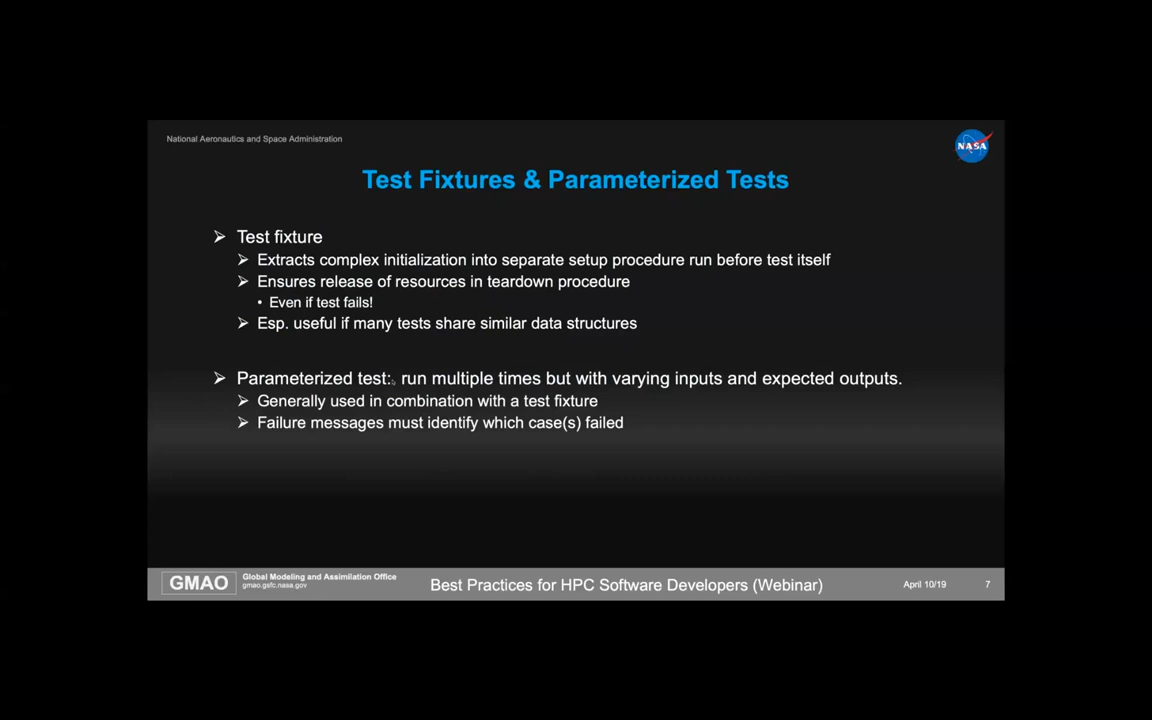 National Aeronautics and Space Administration
NASA
Test Fixtures & Parameterized Tests
➢ Test fixture
➢ Extracts complex initialization into separate setup procedure run before test itself
➢ Ensures release of resources in teardown procedure
• Even if test fails!
➢ Esp. useful if many tests share similar data structures
➢ Parameterized test: run multiple times but with varying inputs and expected outputs.
➢ Generally used in combination with a test fixture
➢ Failure messages must identify which case(s) failed
GMAO
Global Modeling and Assimilation Office
gmao.gsfc.nasa.gov
Best Practices for HPC Software Developers (Webinar)
April 10/19
7